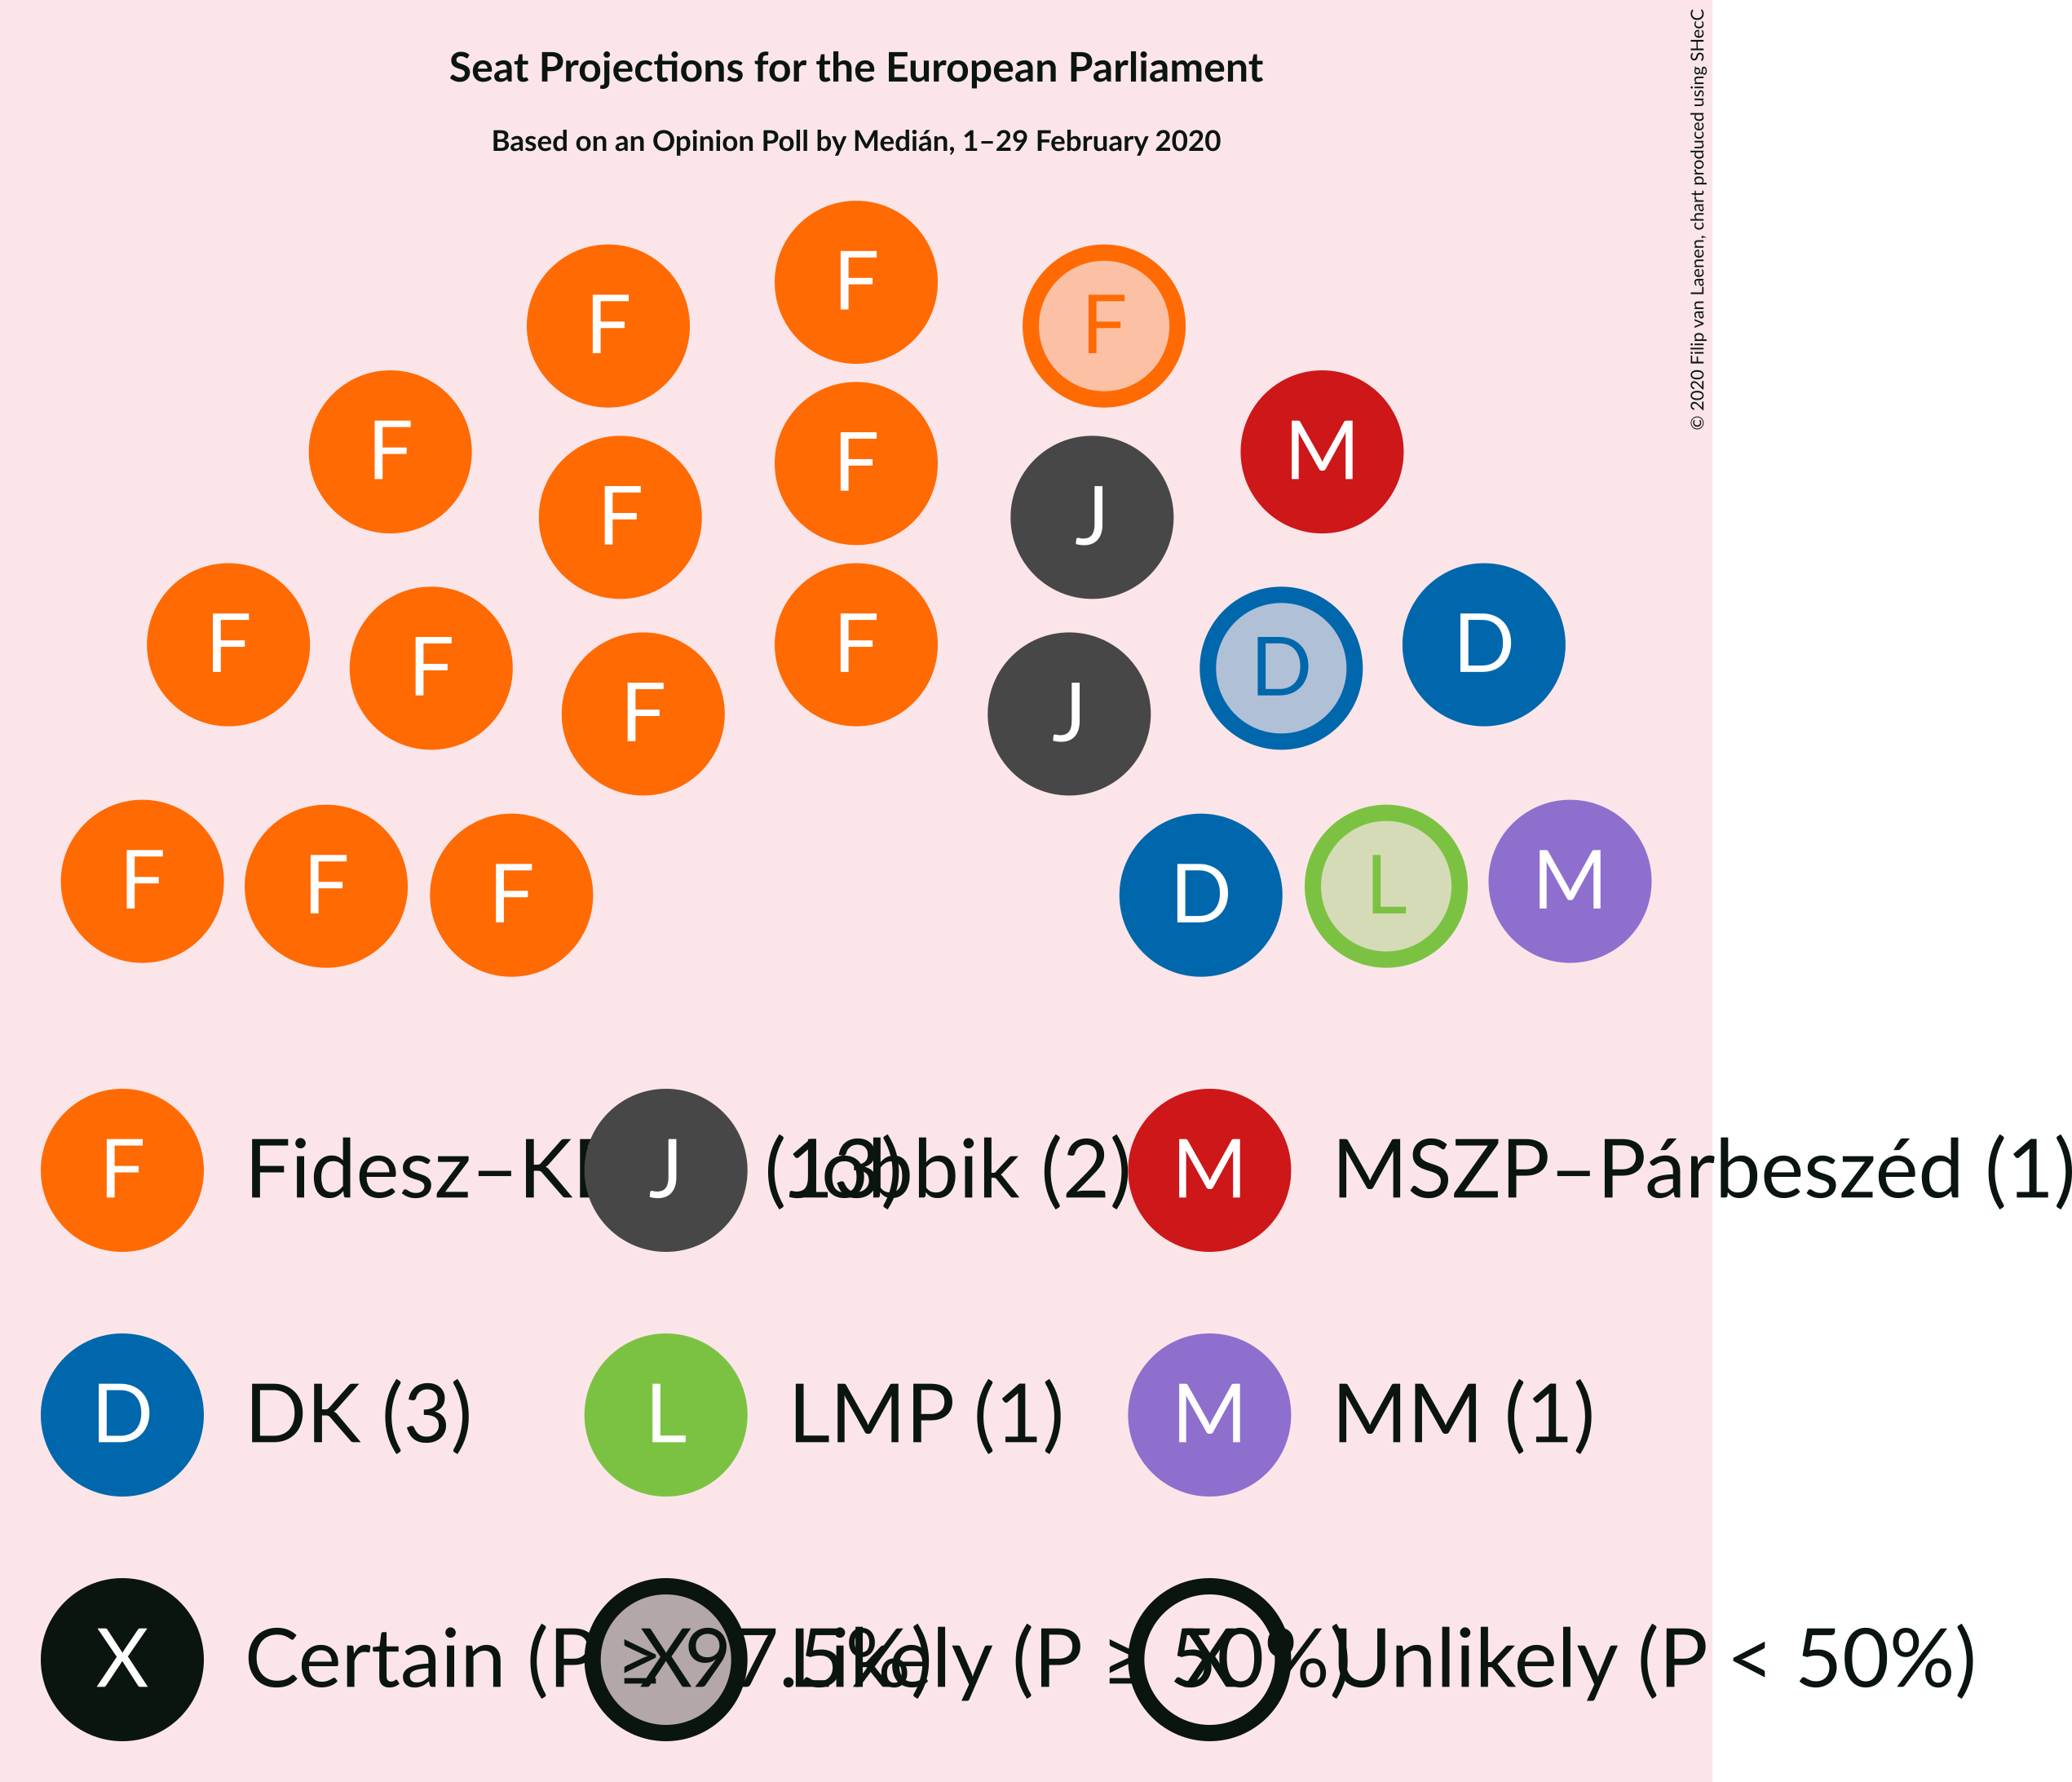 Seat Projections for the European Parliament
Based on an Opinion Poll by Medián, 1–29 February 2020
© 2020 Filip van Laenen, chart produced using SHecC
F
F F
F M
F
F J
F D
F F D
F J
F L M
F F D
F Fidesz–K (13) J Jobbik (2) M MSZP–Párbeszéd (1)
D DK (3) L LMP (1) M MM (1)
X Certain (P ≥ 97.5%) X Likely (P ≥ 50%) X Unlikely (P < 50%)